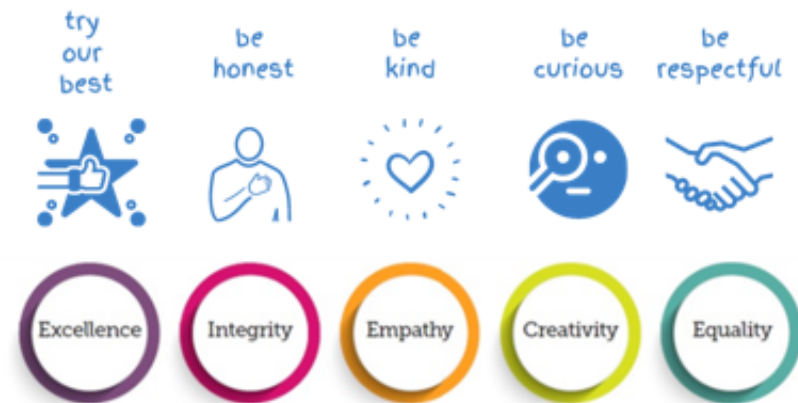 try
our
best
be
honest
be
kind
be
curious
be
respectful
Excellence
Integrity
Empathy
Creativity
Equality